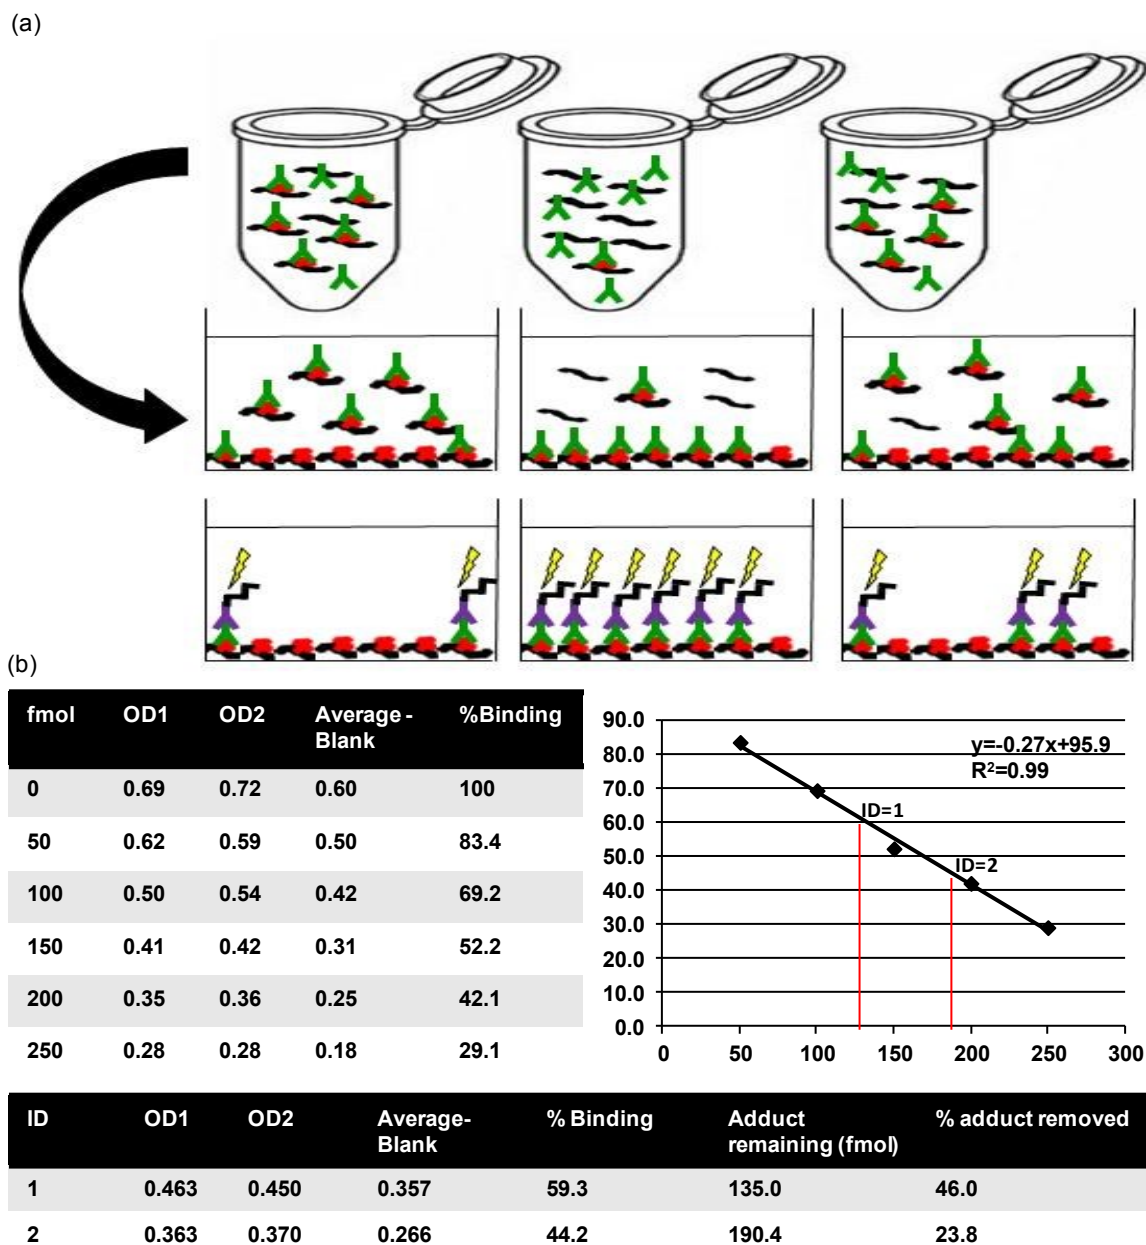 (a)
(b)
fmol OD1 OD2 Average - Blank %Binding
0 0.69 0.72 0.60 100
50 0.62 0.59 0.50 83.4
100 0.50 0.54 0.42 69.2
150 0.41 0.42 0.31 52.2
200 0.35 0.36 0.25 42.1
250 0.28 0.28 0.18 29.1
90.0
80.0
70.0
60.0
50.0
40.0
30.0
20.0
10.0
0.0
y=-0.27x+95.9
R²=0.99
ID=1
ID=2
0 50 100 150 200 250 300
ID OD1 OD2 Average- Blank % Binding Adduct remaining (fmol) % adduct removed
1 0.463 0.450 0.357 59.3 135.0 46.0
2 0.363 0.370 0.266 44.2 190.4 23.8